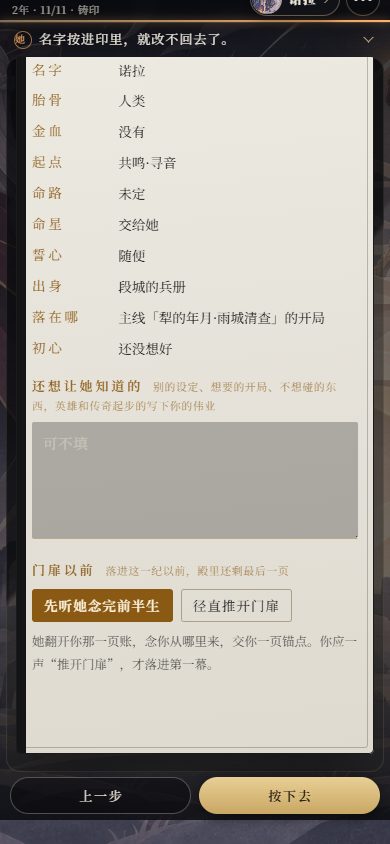 2年 · 11/11 · 铸印
诺拉
她 名字按进印里，就改不回去了。
名字 诺拉
胎骨 人类
金血 没有
起点 共鸣·寻音
命路 未定
命星 交给她
誓心 随便
出身 段城的兵册
落在哪 主线「犁的年月·雨城清查」的开局
初心 还没想好
还想让她知道的 别的设定、想要的开局、不想碰的东
西，英雄和传奇起步的写下你的伟业
可不填
门扉以前 落进这一纪以前，殿里还剩最后一页
先听她念完前半生 径直推开门扉
她翻开你那一页账，念你从哪里来，交你一页锚点。你应一
声“推开门扉”，才落进第一幕。
上一步 按下去